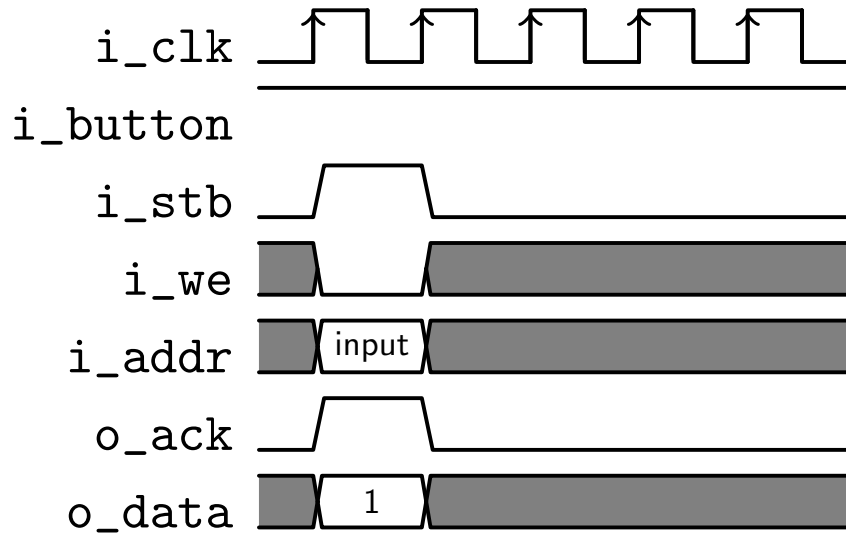 i_clk
i_button
i_stb
i_we
i_addr input
o_ack
o_data 1